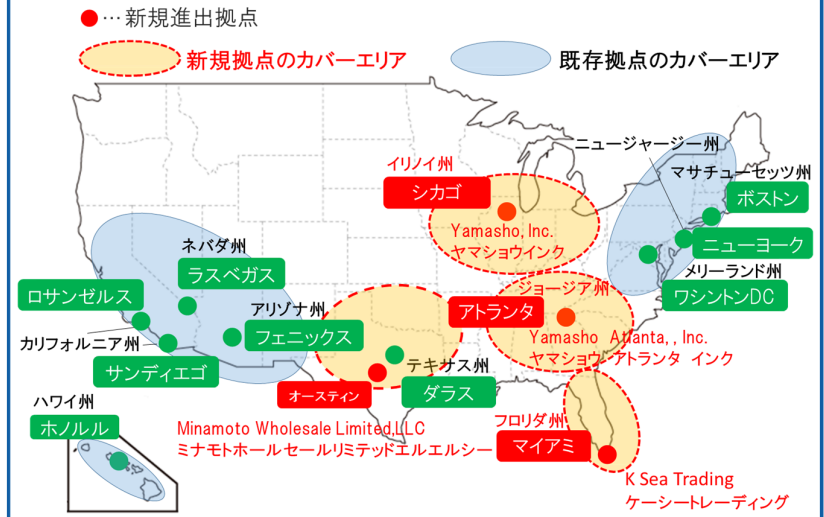 …新規進出拠点
新規拠点のカバーエリア
既存拠点のカバーエリア
ニュージャージー州
マサチューセッツ州
ボストン
ニューヨーク
メリーランド州
ワシントンDC
イリノイ州
シカゴ
Yamasho, Inc.
ヤマショウインク
ネバダ州
ラスベガス
ロサンゼルス
アリゾナ州
フェニックス
カリフォルニア州
サンディエゴ
ジョージア州
アトランタ
Yamasho Atlanta, , Inc.
ヤマショウ アトランタ インク
テキサス州
ダラス
オースティン
Minamoto Wholesale Limited,LLC
ミナモトホールセールリミテッドエルエルシー
フロリダ州
マイアミ
K Sea Trading
ケーシートレーディング
ハワイ州
ホノルル